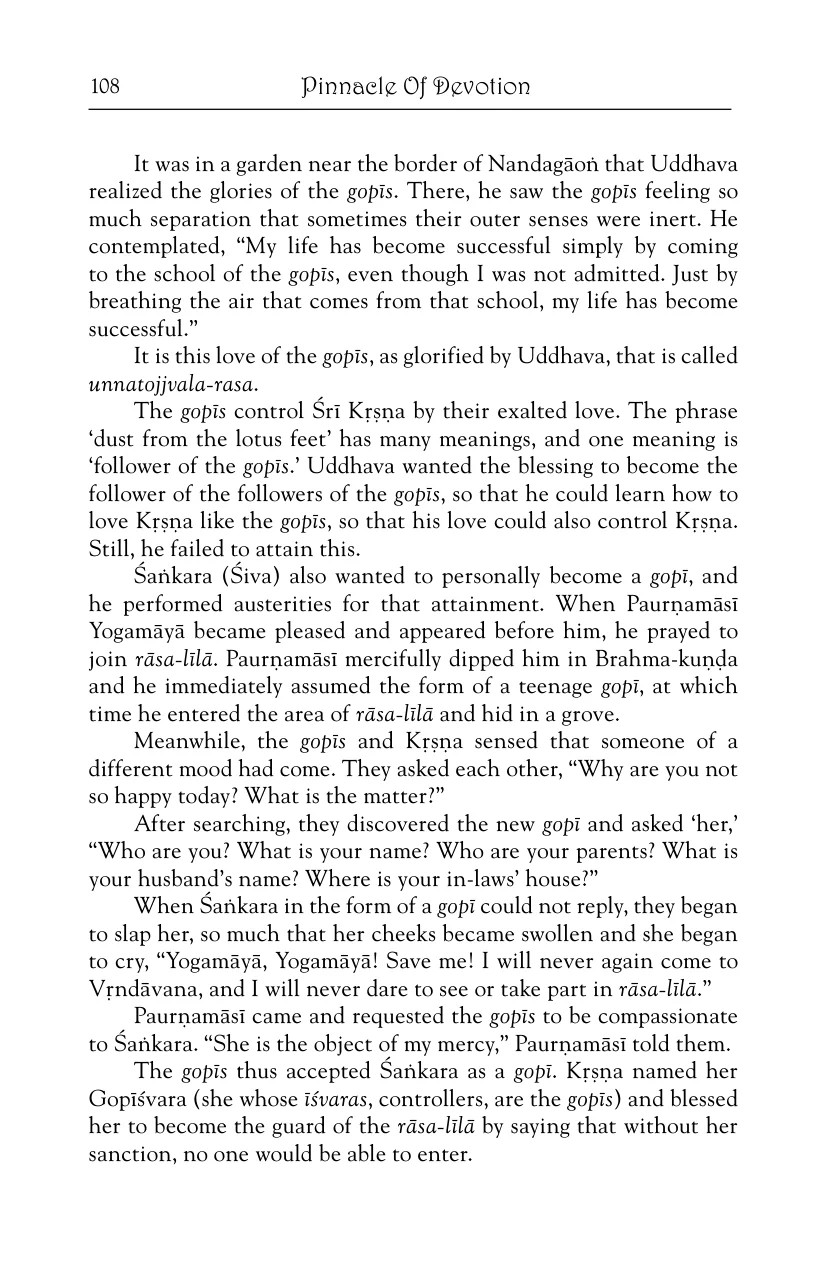 108 Pinnacle Of Devotion
It was in a garden near the border of Nandagāoṅ that Uddhava
realized the glories of the gopīs. There, he saw the gopīs feeling so
much separation that sometimes their outer senses were inert. He
contemplated, “My life has become successful simply by coming
to the school of the gopīs, even though I was not admitted. Just by
breathing the air that comes from that school, my life has become
successful.”
It is this love of the gopīs, as glorified by Uddhava, that is called
unnatojjvala-rasa.
The gopīs control Śrī Kṛṣṇa by their exalted love. The phrase
‘dust from the lotus feet’ has many meanings, and one meaning is
‘follower of the gopīs.’ Uddhava wanted the blessing to become the
follower of the followers of the gopīs, so that he could learn how to
love Kṛṣṇa like the gopīs, so that his love could also control Kṛṣṇa.
Still, he failed to attain this.
Śaṅkara (Śiva) also wanted to personally become a gopī, and
he performed austerities for that attainment. When Paurṇamāsī
Yogamāyā became pleased and appeared before him, he prayed to
join rāsa-līlā. Paurṇamāsī mercifully dipped him in Brahma-kuṇḍa
and he immediately assumed the form of a teenage gopī, at which
time he entered the area of rāsa-līlā and hid in a grove.
Meanwhile, the gopīs and Kṛṣṇa sensed that someone of a
different mood had come. They asked each other, “Why are you not
so happy today? What is the matter?”
After searching, they discovered the new gopī and asked ‘her,’
“Who are you? What is your name? Who are your parents? What is
your husband’s name? Where is your in-laws’ house?”
When Śaṅkara in the form of a gopī could not reply, they began
to slap her, so much that her cheeks became swollen and she began
to cry, “Yogamāyā, Yogamāyā! Save me! I will never again come to
Vṛndāvana, and I will never dare to see or take part in rāsa-līlā.”
Paurṇamāsī came and requested the gopīs to be compassionate
to Śaṅkara. “She is the object of my mercy,” Paurṇamāsī told them.
The gopīs thus accepted Śaṅkara as a gopī. Kṛṣṇa named her
Gopīśvara (she whose īśvaras, controllers, are the gopīs) and blessed
her to become the guard of the rāsa-līlā by saying that without her
sanction, no one would be able to enter.